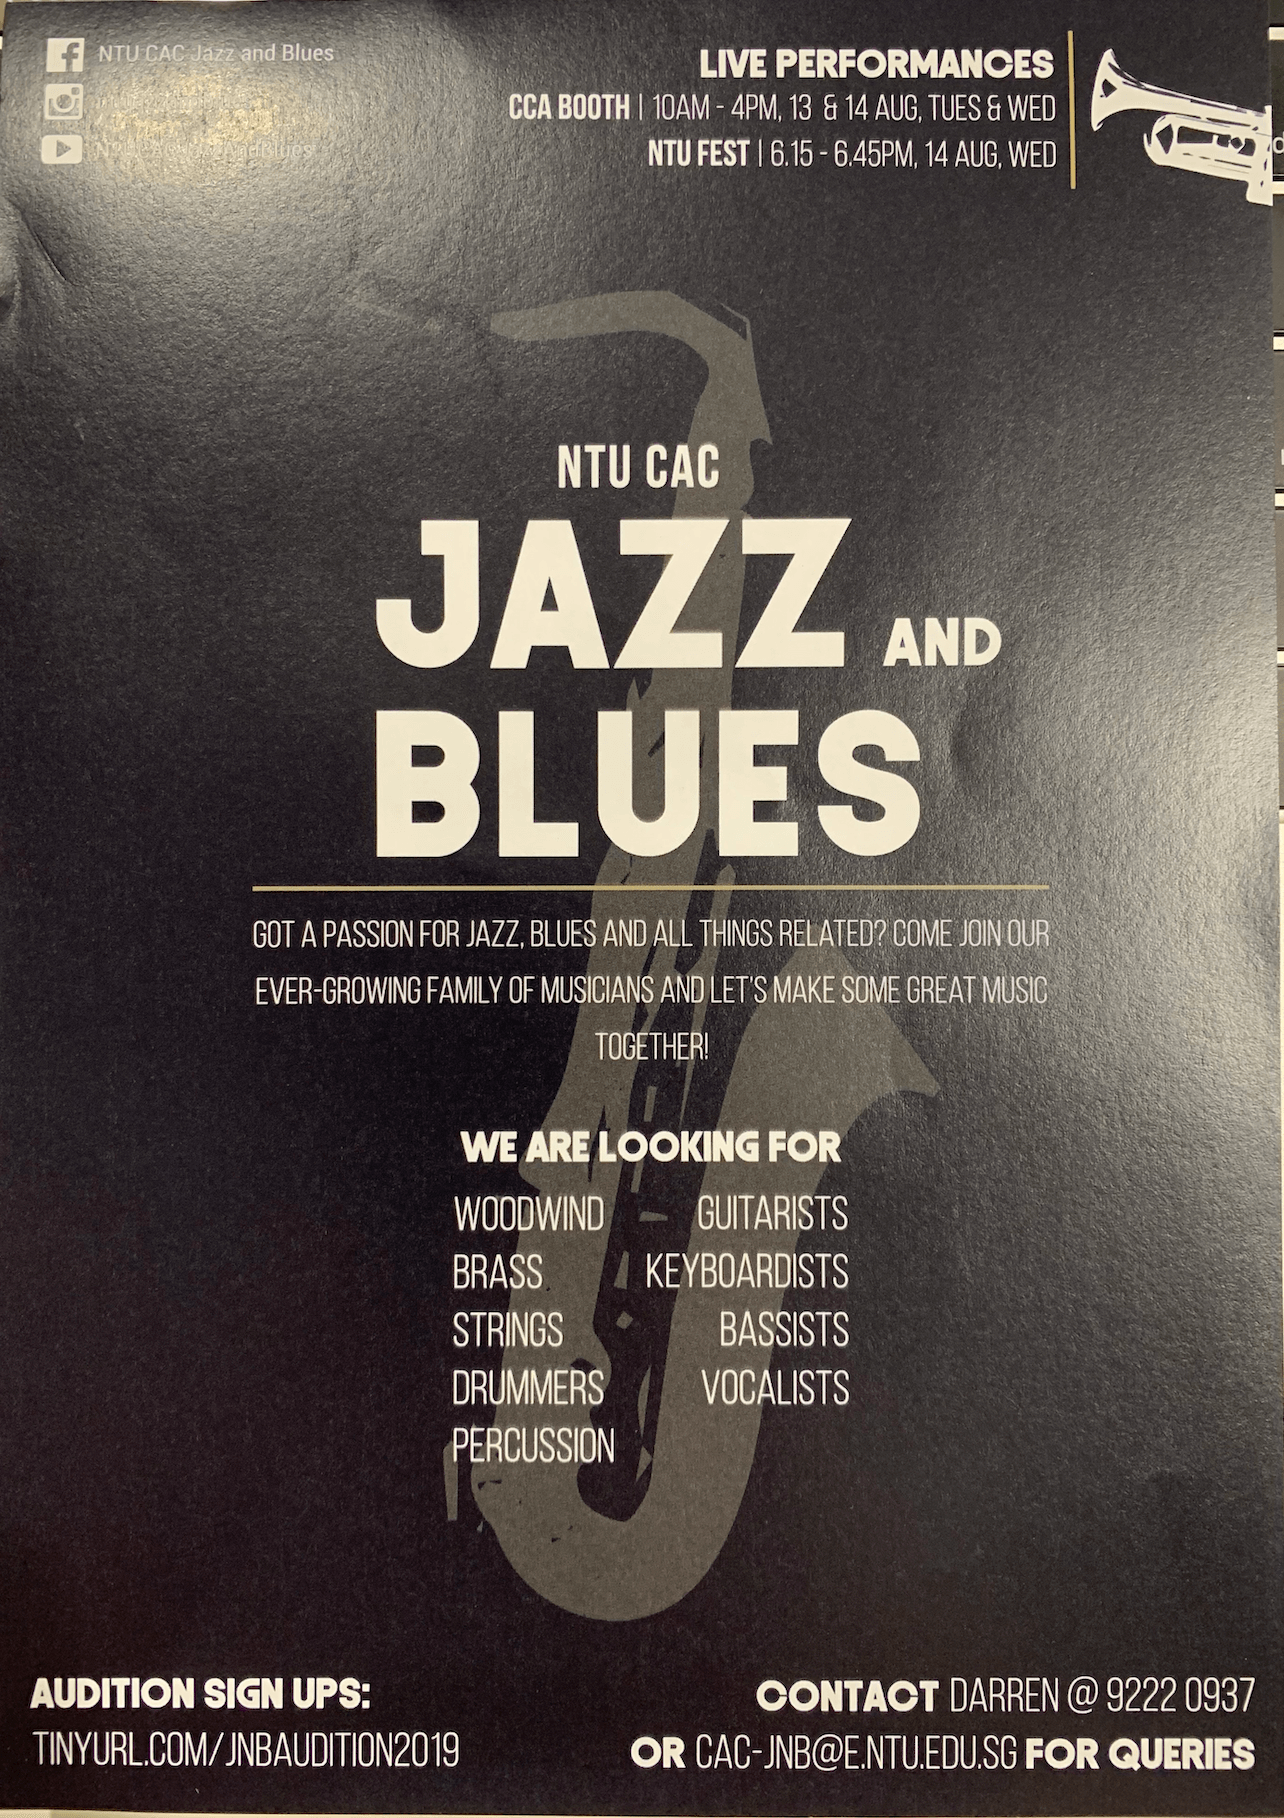 NTU CAC Jazz and Blues
LIVE PERFORMANCES
CCA BOOTH | 10AM - 4PM, 13 & 14 AUG, TUES & WED
NTU FEST | 6.15 - 6.45PM, 14 AUG, WED
NTU CAC
JAZZ AND
BLUES
GOT A PASSION FOR JAZZ, BLUES AND ALL THINGS RELATED? COME JOIN OUR
EVER-GROWING FAMILY OF MUSICIANS AND LET'S MAKE SOME GREAT MUSIC
TOGETHER!
WE ARE LOOKING FOR
WOODWIND GUITARISTS
BRASS KEYBOARDISTS
STRINGS BASSISTS
DRUMMERS VOCALISTS
PERCUSSION
AUDITION SIGN UPS:
TINYURL.COM/JNBAUDITION2019
CONTACT DARREN @ 9222 0937
OR CAC-JNB@E.NTU.EDU.SG FOR QUERIES